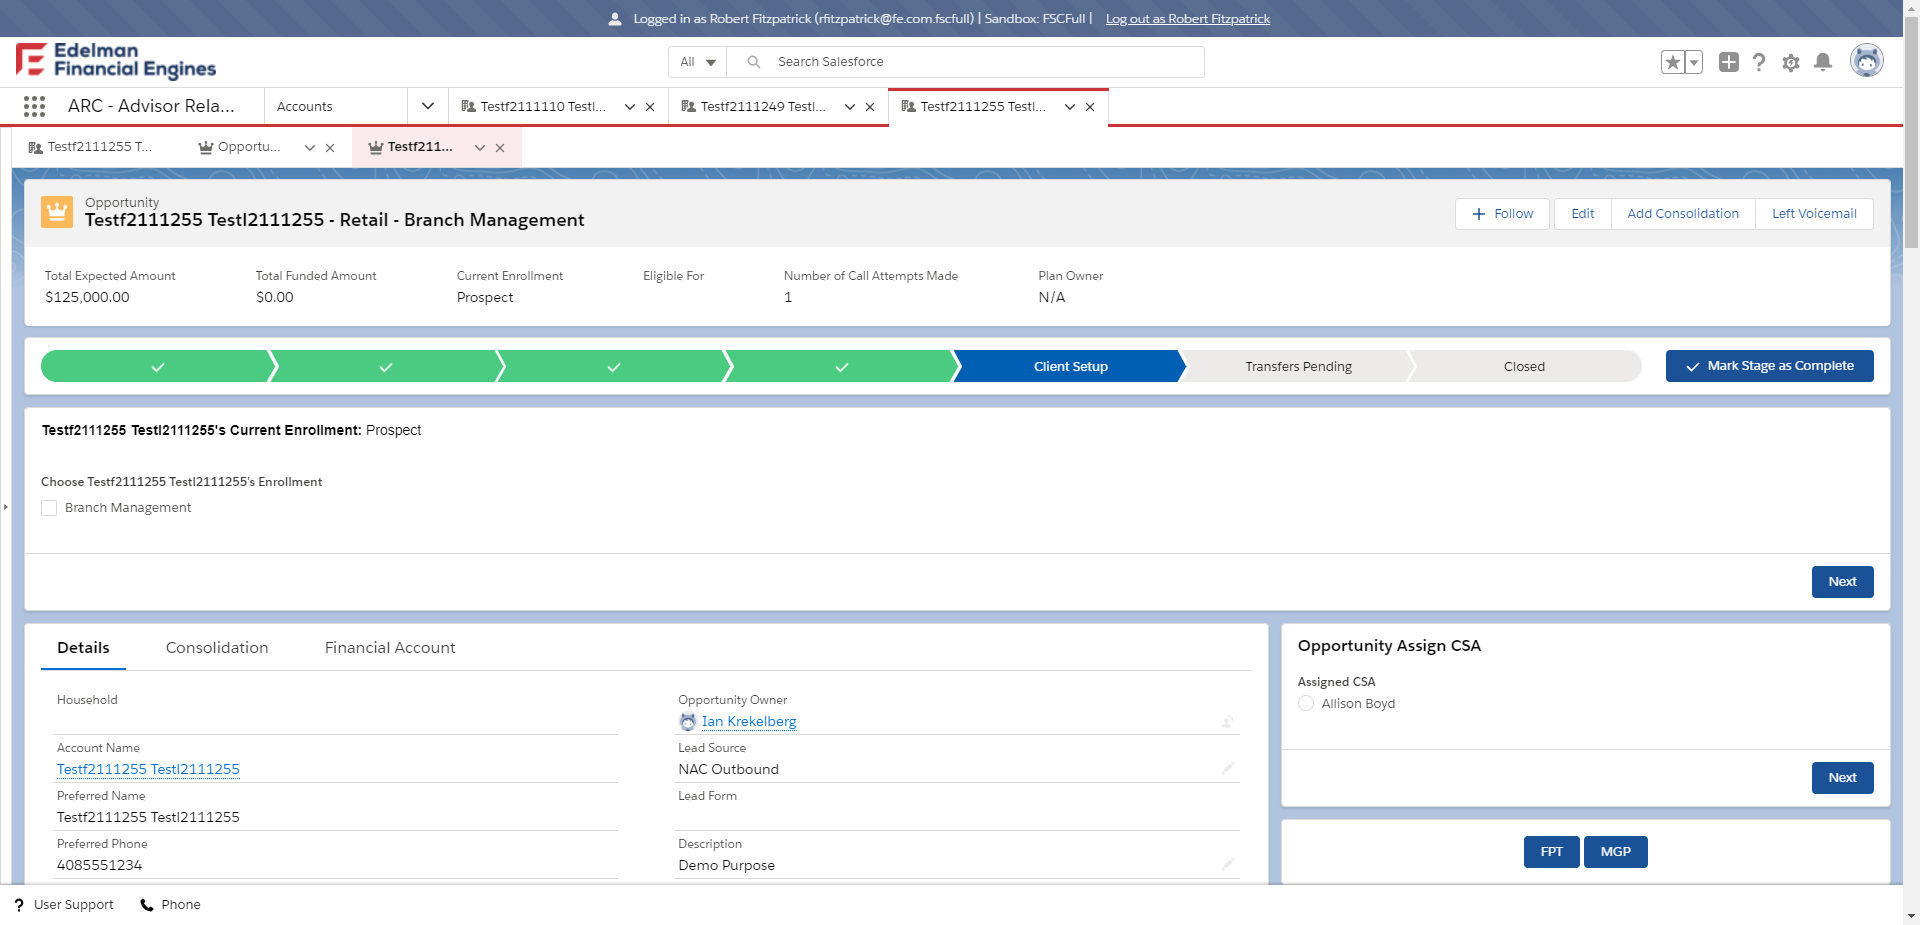 Logged in as Robert Fitzpatrick (rfitzpatrick@fe.com.fscfull) | Sandbox: FSCFull | Log out as Robert Fitzpatrick
Edelman
Financial Engines
All
Search Salesforce
ARC - Advisor Rela...
Accounts
Testf2111110 Testl...
Testf2111249 Testl...
Testf2111255 Testl...
Testf2111255 T...
Opportu...
Testf211...
Opportunity
Testf2111255 Testl2111255 - Retail - Branch Management
Follow
Edit
Add Consolidation
Left Voicemail
Total Expected Amount
$125,000.00
Total Funded Amount
$0.00
Current Enrollment
Prospect
Eligible For
Number of Call Attempts Made
1
Plan Owner
N/A
Client Setup
Transfers Pending
Closed
Mark Stage as Complete
Testf2111255 Testl2111255's Current Enrollment: Prospect
Choose Testf2111255 Testl2111255's Enrollment
Branch Management
Next
Details
Consolidation
Financial Account
Household
Account Name
Testf2111255 Testl2111255
Preferred Name
Testf2111255 Testl2111255
Preferred Phone
4085551234
Opportunity Owner
Ian Krekelberg
Lead Source
NAC Outbound
Lead Form
Description
Demo Purpose
Opportunity Assign CSA
Assigned CSA
Allison Boyd
Next
FPT
MGP
User Support
Phone